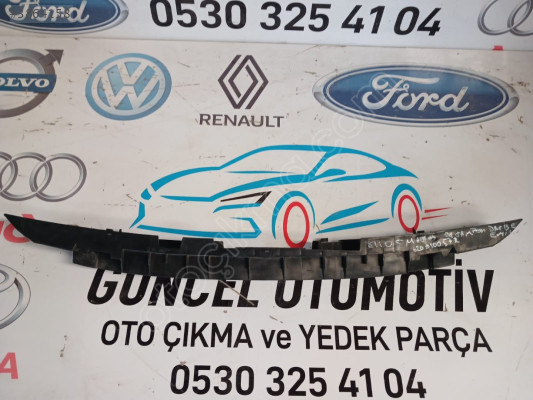 0530 325 41 04
Ford
VOLVO
RENAULT
Ford
GÜNCEL OTOMOTİV
OTO ÇIKMA ve YEDEK PARÇA
0530 325 41 04